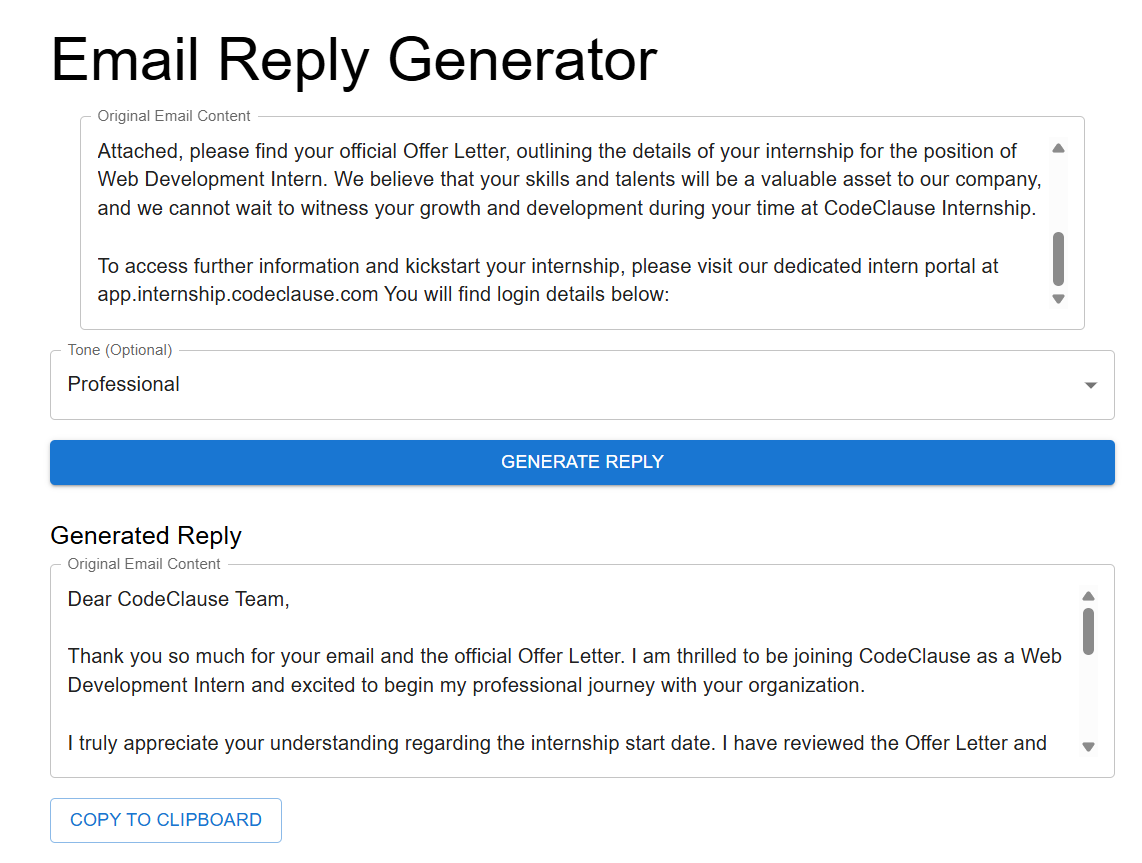 Email Reply Generator
Original Email Content
Attached, please find your official Offer Letter, outlining the details of your internship for the position of
Web Development Intern. We believe that your skills and talents will be a valuable asset to our company,
and we cannot wait to witness your growth and development during your time at CodeClause Internship.
To access further information and kickstart your internship, please visit our dedicated intern portal at
app.internship.codeclause.com You will find login details below:
Tone (Optional)
Professional
GENERATE REPLY
Generated Reply
Original Email Content
Dear CodeClause Team,
Thank you so much for your email and the official Offer Letter. I am thrilled to be joining CodeClause as a Web
Development Intern and excited to begin my professional journey with your organization.
I truly appreciate your understanding regarding the internship start date. I have reviewed the Offer Letter and
COPY TO CLIPBOARD